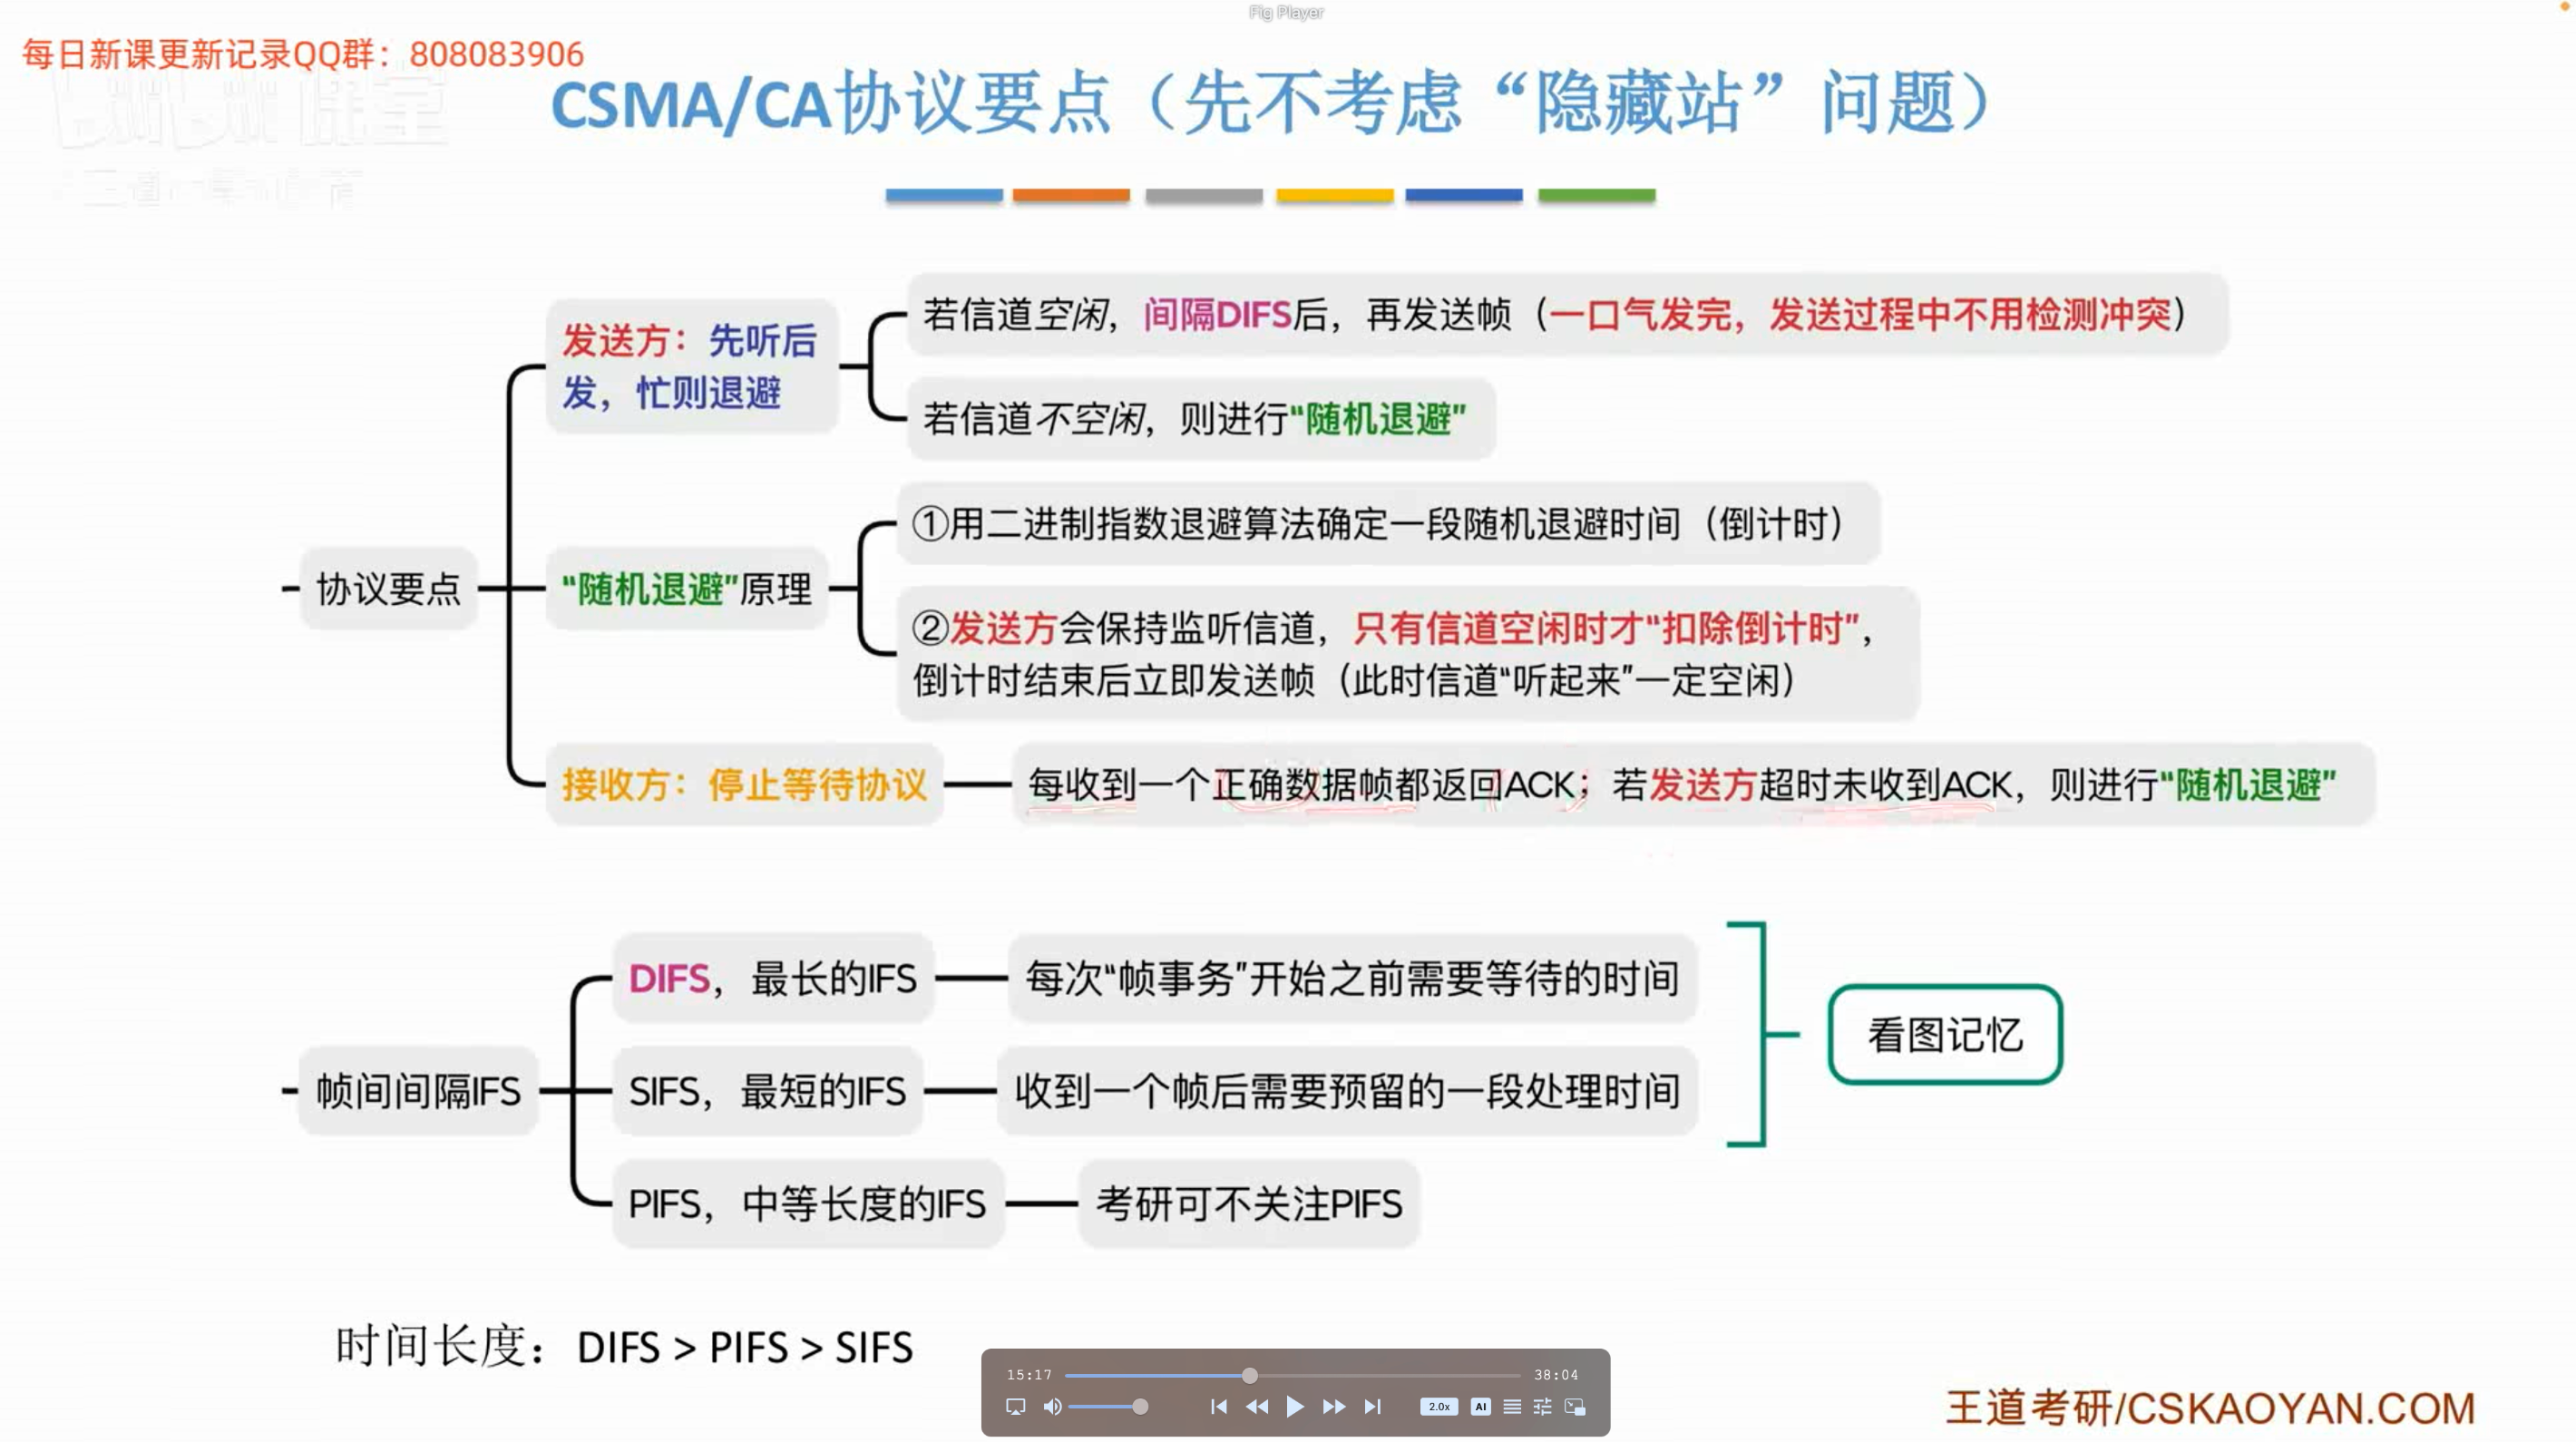 Fig Player
每日新课更新记录QQ群：808083906
CSMA/CA协议要点（先不考虑“隐藏站”问题）
协议要点
发送方：先听后
发，忙则退避
若信道空闲，间隔DIFS后，再发送帧（一口气发完，发送过程中不用检测冲突）
若信道不空闲，则进行“随机退避”
“随机退避”原理
①用二进制指数退避算法确定一段随机退避时间（倒计时）
②发送方会保持监听信道，只有信道空闲时才“扣除倒计时”，
倒计时结束后立即发送帧（此时信道“听起来”一定空闲）
接收方：停止等待协议
每收到一个正确数据帧都返回ACK；若发送方超时未收到ACK，则进行“随机退避”
帧间间隔IFS
DIFS，最长的IFS
每次“帧事务”开始之前需要等待的时间
SIFS，最短的IFS
收到一个帧后需要预留的一段处理时间
PIFS，中等长度的IFS
考研可不关注PIFS
看图记忆
时间长度：DIFS > PIFS > SIFS
15:17
38:04
2.0x
AI
王道考研/CSKAOYAN.COM